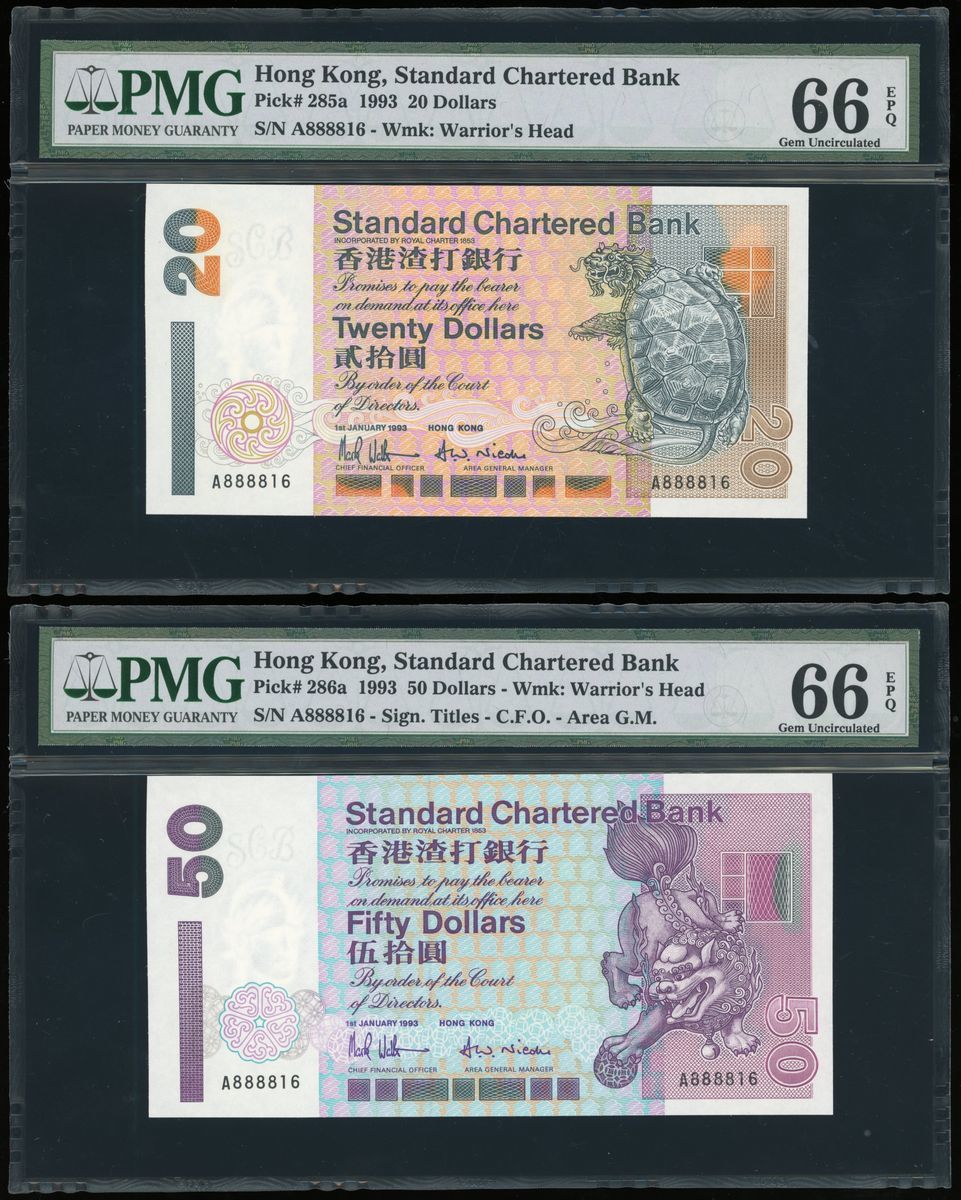 PMG
PAPER MONEY GUARANTY
Hong Kong, Standard Chartered Bank
Pick# 285a 1993 20 Dollars
S/N A888816 - Wmk: Warrior's Head
66 EPQ
Gem Uncirculated
20
SCB
Standard Chartered Bank
INCORPORATED BY ROYAL CHARTER 1853
香港渣打銀行
Promises to pay the bearer
on demand at its office here
Twenty Dollars
貳拾圓
By order of the Court
of Directors.
1st JANUARY 1993 HONG KONG
CHIEF FINANCIAL OFFICER AREA GENERAL MANAGER
A888816
A888816
20
PMG
PAPER MONEY GUARANTY
Hong Kong, Standard Chartered Bank
Pick# 286a 1993 50 Dollars - Wmk: Warrior's Head
S/N A888816 - Sign. Titles - C.F.O. - Area G.M.
66 EPQ
Gem Uncirculated
50
SCB
Standard Chartered Bank
INCORPORATED BY ROYAL CHARTER 1853
香港渣打銀行
Promises to pay the bearer
on demand at its office here
Fifty Dollars
伍拾圓
By order of the Court
of Directors.
1st JANUARY 1993 HONG KONG
CHIEF FINANCIAL OFFICER AREA GENERAL MANAGER
A888816
A888816
50